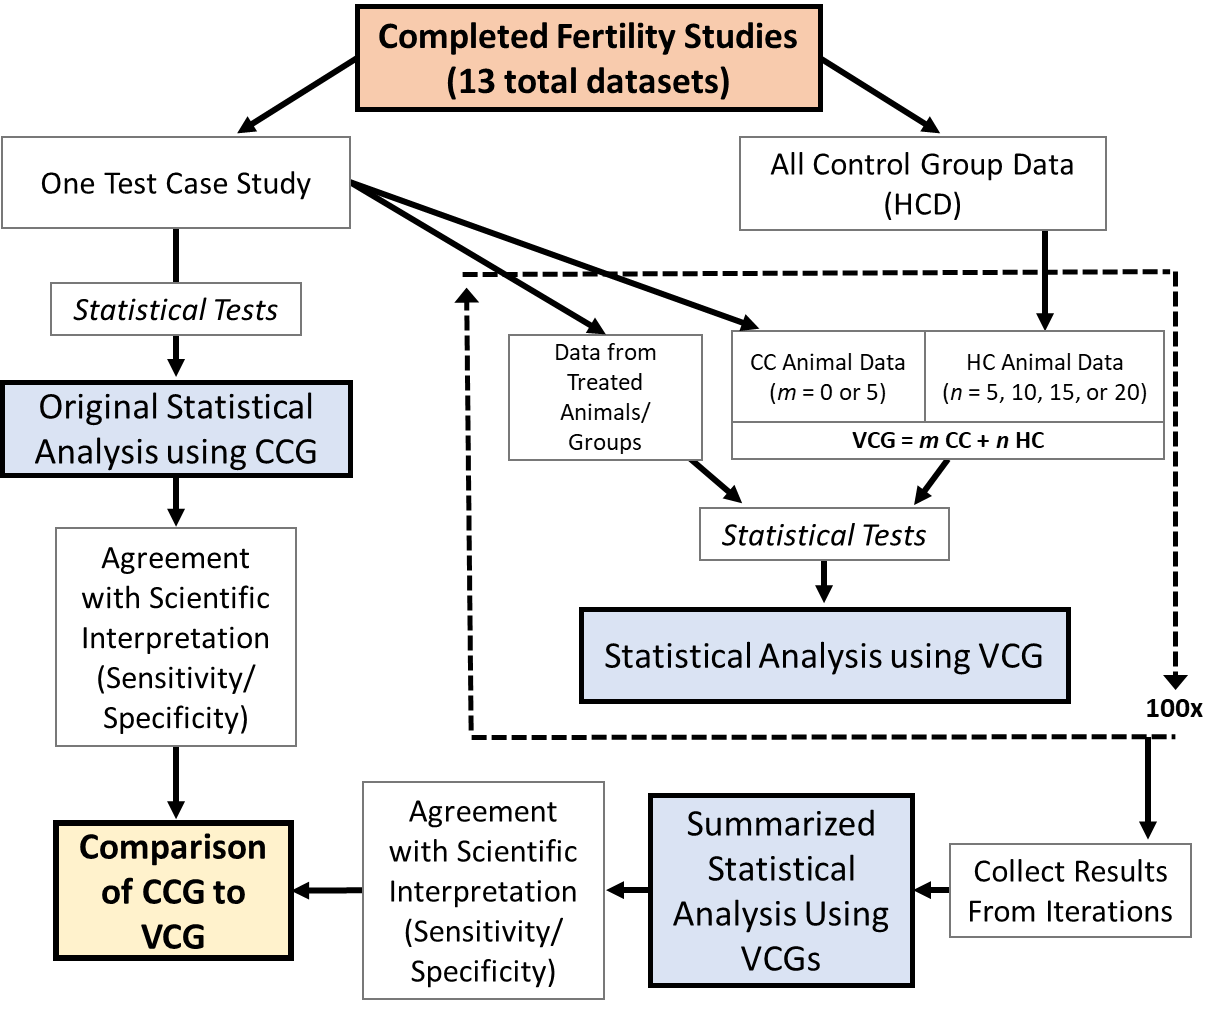 Completed Fertility Studies
(13 total datasets)
One Test Case Study
All Control Group Data
(HCD)
Statistical Tests
Original Statistical
Analysis using CCG
Agreement
with Scientific
Interpretation
(Sensitivity/
Specificity)
Data from
Treated
Animals/
Groups
CC Animal Data
(m = 0 or 5)
HC Animal Data
(n = 5, 10, 15, or 20)
VCG = m CC + n HC
Statistical Tests
Statistical Analysis using VCG
100x
Collect Results
From Iterations
Summarized
Statistical
Analysis Using
VCGs
Agreement
with Scientific
Interpretation
(Sensitivity/
Specificity)
Comparison
of CCG to
VCG